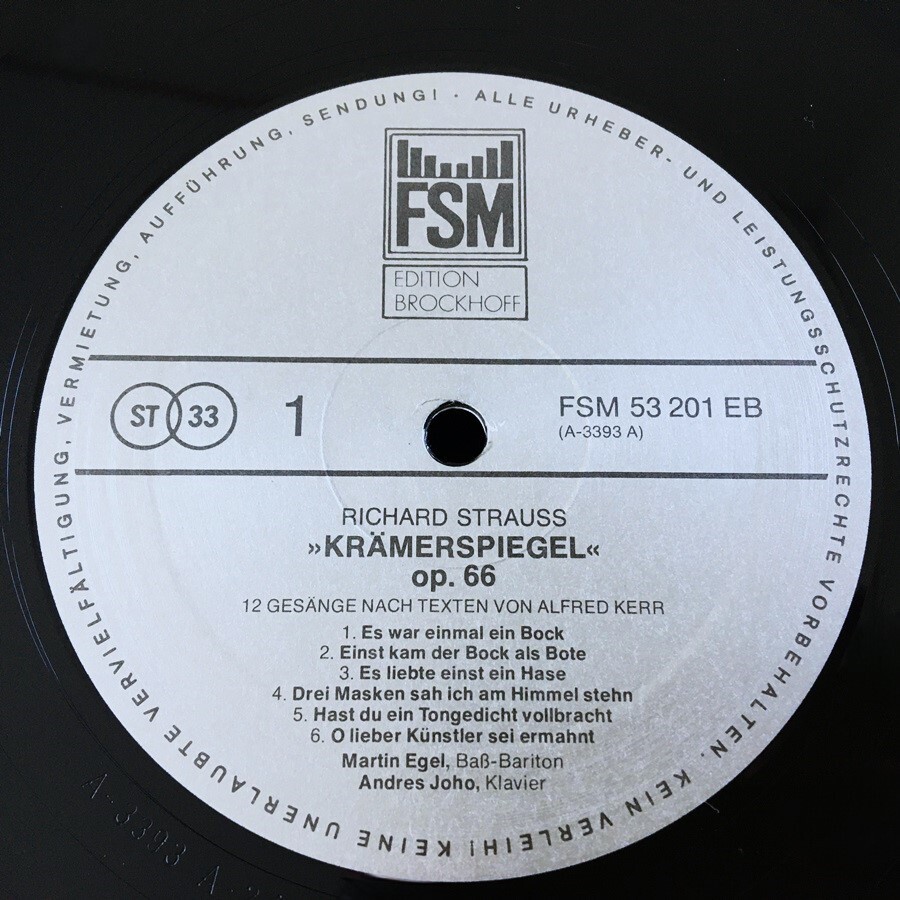 ALLE URHEBER- UND LEISTUNGSSCHUTZRECHTE VORBEHALTEN. KEIN VERLEIH! KEINE UNERLAUBTE VERVIELFÄLTIGUNG, VERMIETUNG, AUFFÜHRUNG, SENDUNG! ·
FSM
EDITION
BROCKHOFF
ST 33
1
FSM 53 201 EB
(A-3393 A)
RICHARD STRAUSS
»KRÄMERSPIEGEL«
op. 66
12 GESÄNGE NACH TEXTEN VON ALFRED KERR
1. Es war einmal ein Bock
2. Einst kam der Bock als Bote
3. Es liebte einst ein Hase
4. Drei Masken sah ich am Himmel stehn
5. Hast du ein Tongedicht vollbracht
6. O lieber Künstler sei ermahnt
Martin Egel, Baß-Bariton
Andres Joho, Klavier
A-3393 A